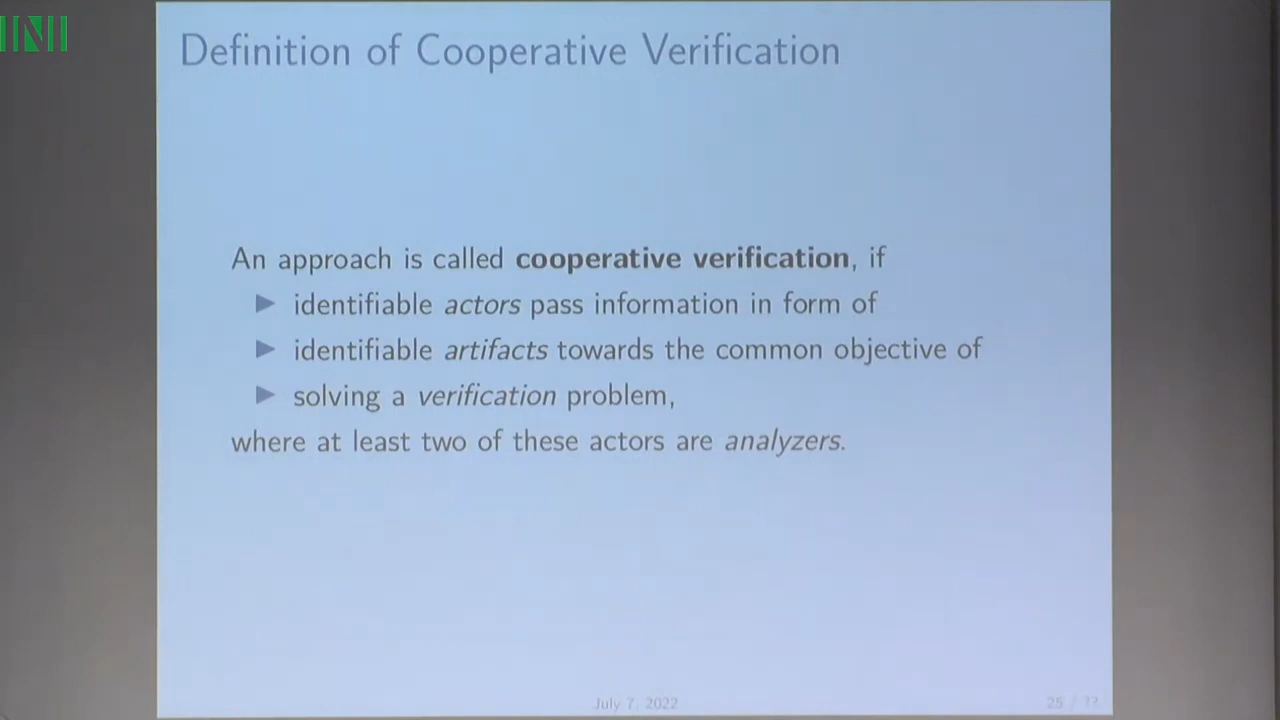 Definition of Cooperative Verification
An approach is called cooperative verification, if
identifiable actors pass information in form of
identifiable artifacts towards the common objective of
solving a verification problem,
where at least two of these actors are analyzers.
July 7, 2022
25 / ??